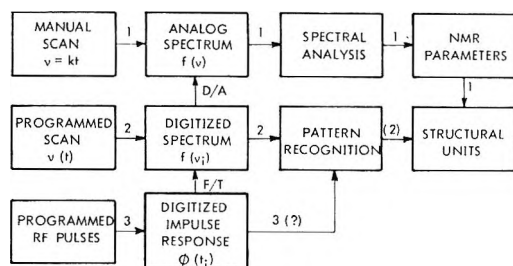 MANUAL
SCAN
ν = kt
1
ANALOG
SPECTRUM
f (ν)
1
SPECTRAL
ANALYSIS
1
NMR
PARAMETERS
D/A
1
PROGRAMMED
SCAN
ν (t)
2
DIGITIZED
SPECTRUM
f (νi)
2
PATTERN
RECOGNITION
(2)
STRUCTURAL
UNITS
F/T
PROGRAMMED
RF PULSES
3
DIGITIZED
IMPULSE
RESPONSE
ϕ (ti)
3 (?)